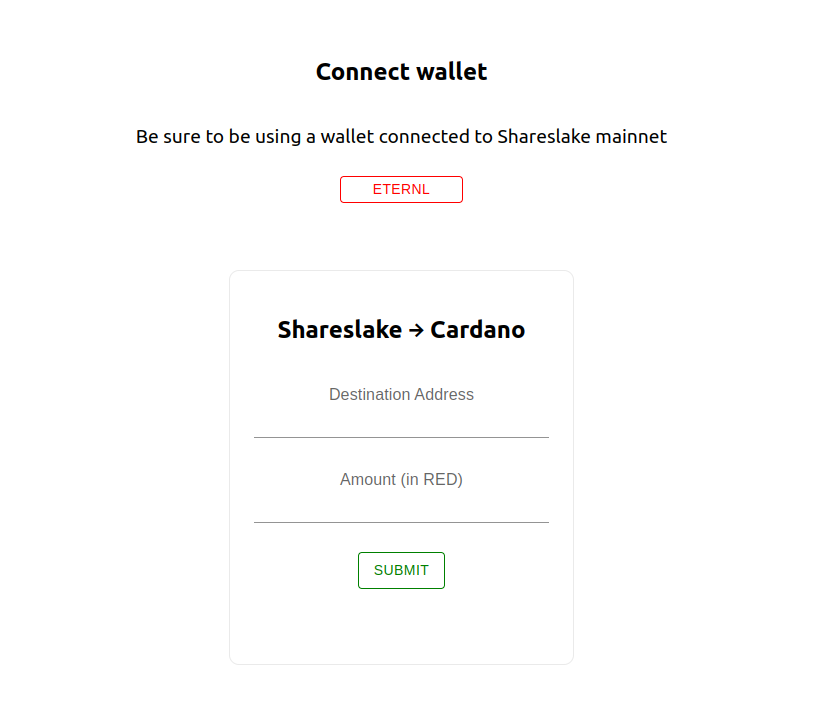 Connect wallet
Be sure to be using a wallet connected to Shareslake mainnet
ETERNL
Shareslake → Cardano
Destination Address
Amount (in RED)
SUBMIT